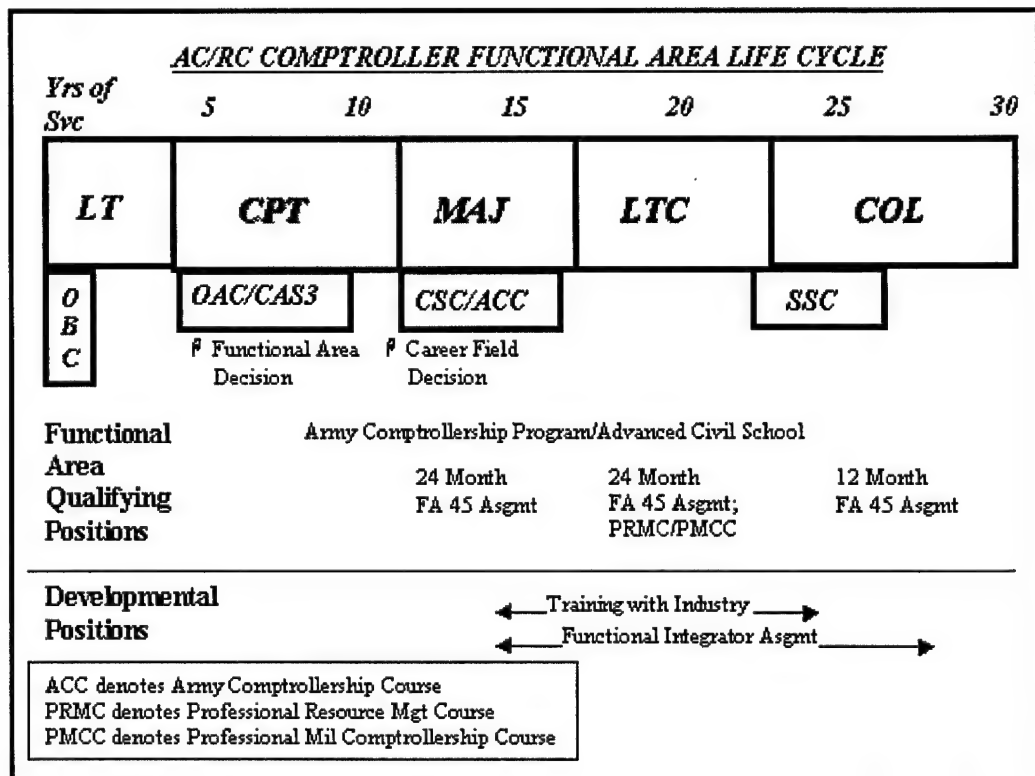 AC/RC COMPTROLLER FUNCTIONAL AREA LIFE CYCLE
Yrs of
Svc
5 10 15 20 25 30
LT CPT MAJ LTC COL
O
B
C
OAC/CAS3 CSC/ACC SSC
Functional Area
Decision
Career Field
Decision
Functional
Area
Qualifying
Positions
Army Comptrollership Program/Advanced Civil School
24 Month
FA 45 Asgmt
24 Month
FA 45 Asgmt;
PRMC/PMCC
12 Month
FA 45 Asgmt
Developmental
Positions
Training with Industry
Functional Integrator Asgmt
ACC denotes Army Comptrollership Course
PRMC denotes Professional Resource Mgt Course
PMCC denotes Professional Mil Comptrollership Course